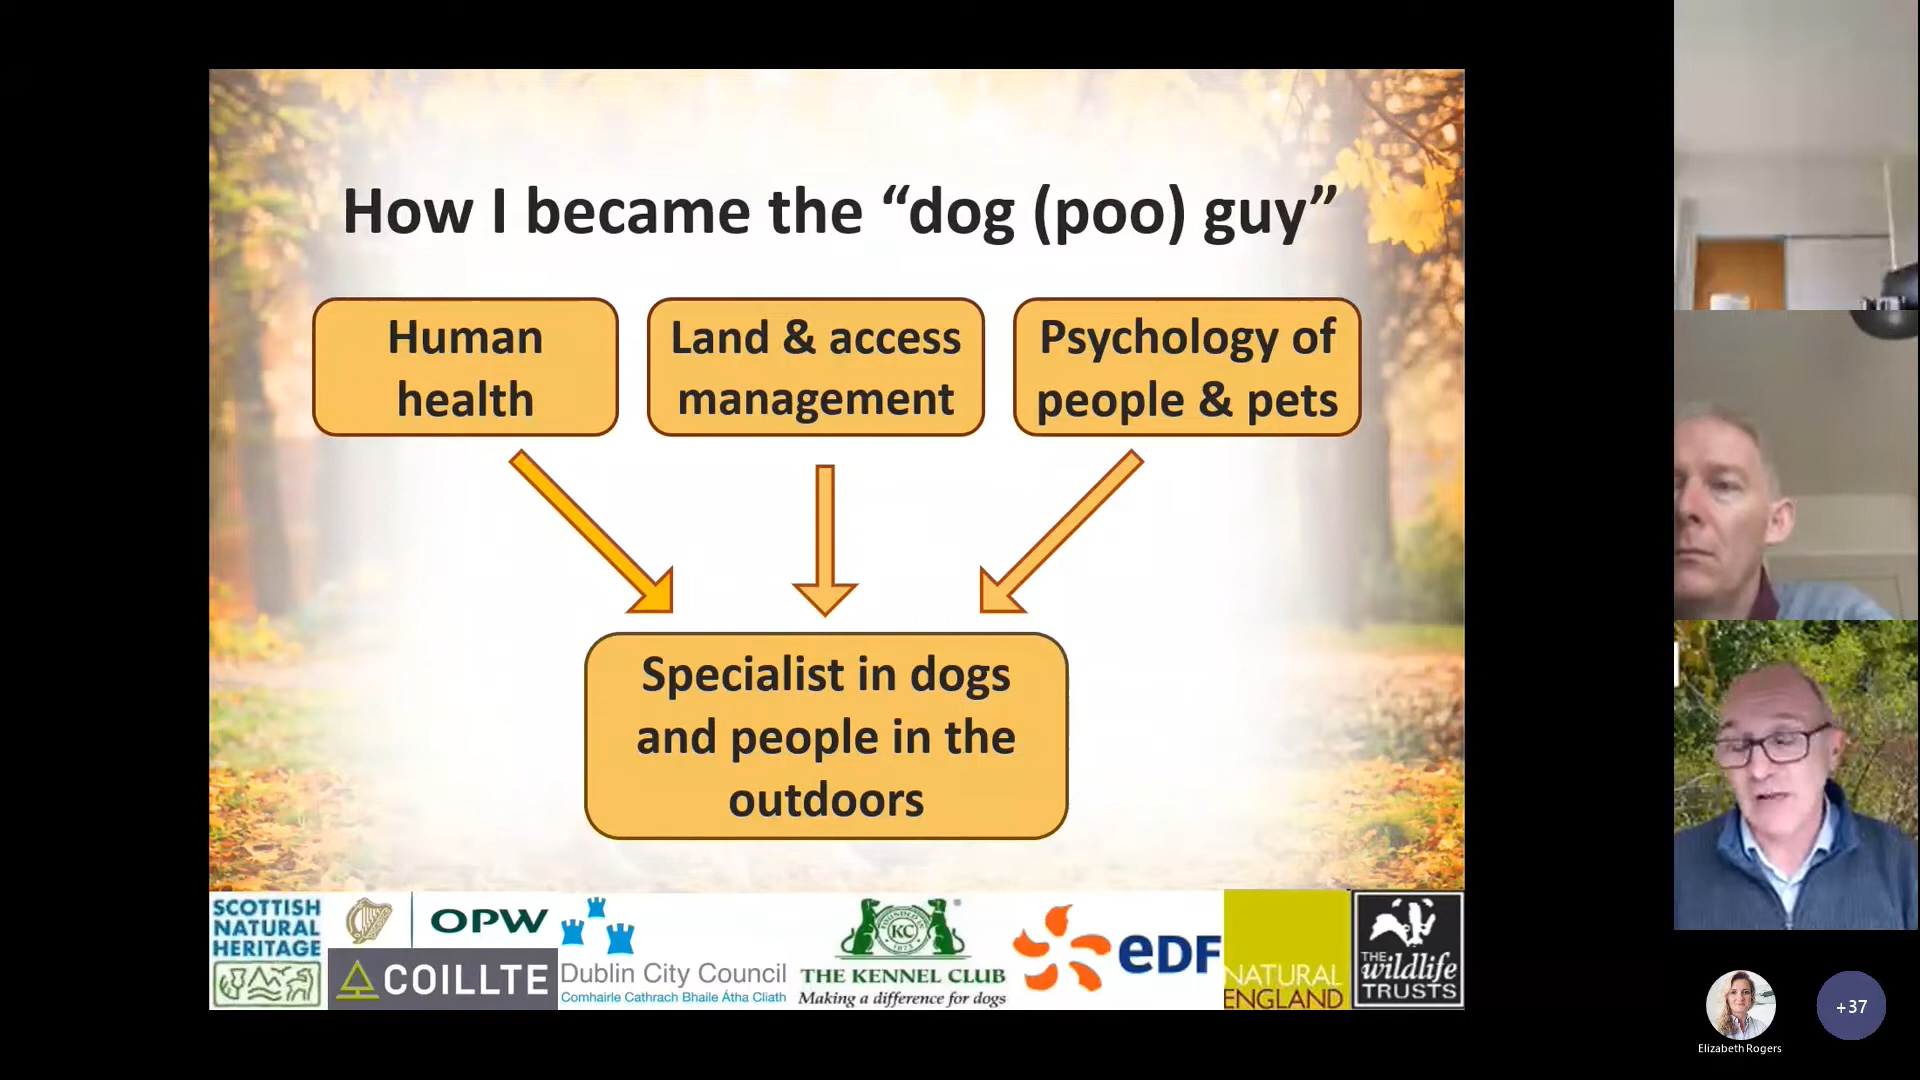 How I became the “dog (poo) guy”
Human
health
Land & access
management
Psychology of
people & pets
Specialist in dogs
and people in the
outdoors
SCOTTISH
NATURAL
HERITAGE
OPW
COILLTE
Dublin City Council
Comhairle Cathrach Bhaile Átha Cliath
KC
THE KENNEL CLUB
Making a difference for dogs
eDF
NATURAL
ENGLAND
THE
wildlife
TRUSTS
Elizabeth Rogers
+37